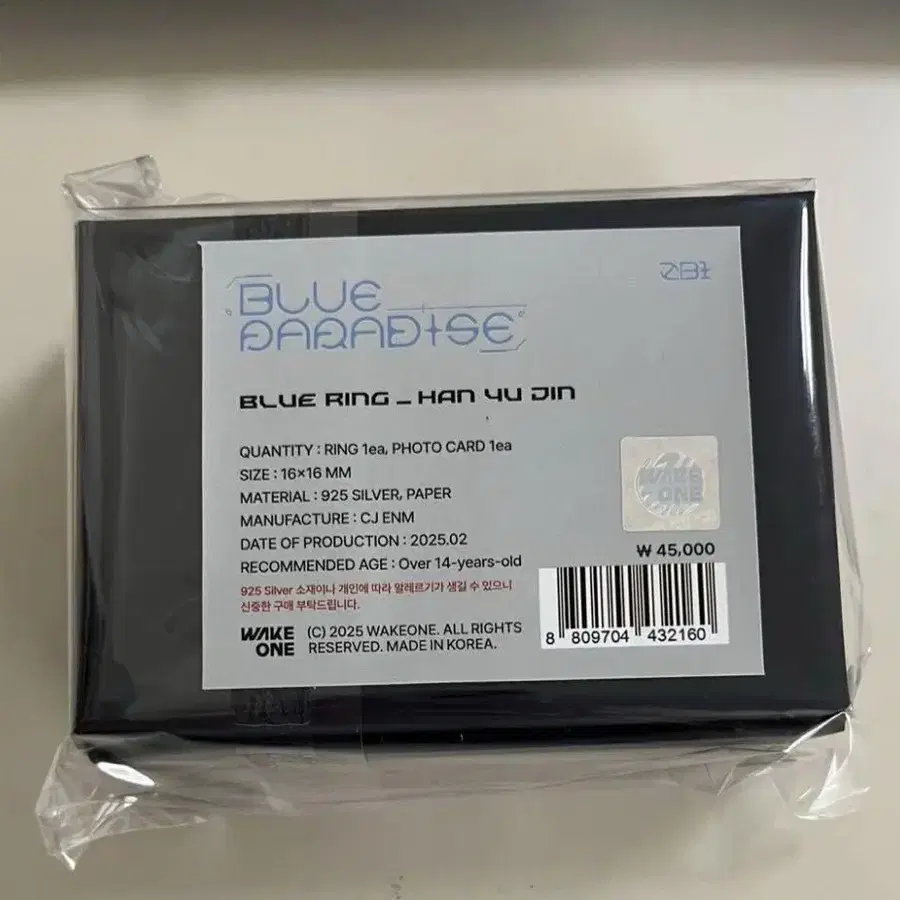 BLUE
PARADISE
ZB1
BLUE RING _ HAN YU JIN
QUANTITY : RING 1ea, PHOTO CARD 1ea
SIZE : 16×16 MM
MATERIAL : 925 SILVER, PAPER
MANUFACTURE : CJ ENM
DATE OF PRODUCTION : 2025.02
RECOMMENDED AGE : Over 14-years-old
925 Silver 소재이나 개인에 따라 알레르기가 생길 수 있으니
신중한 구매 부탁드립니다.
WAKE
ONE
(C) 2025 WAKEONE. ALL RIGHTS
RESERVED. MADE IN KOREA.
WAKE
ONE
₩ 45,000
8 809704 432160